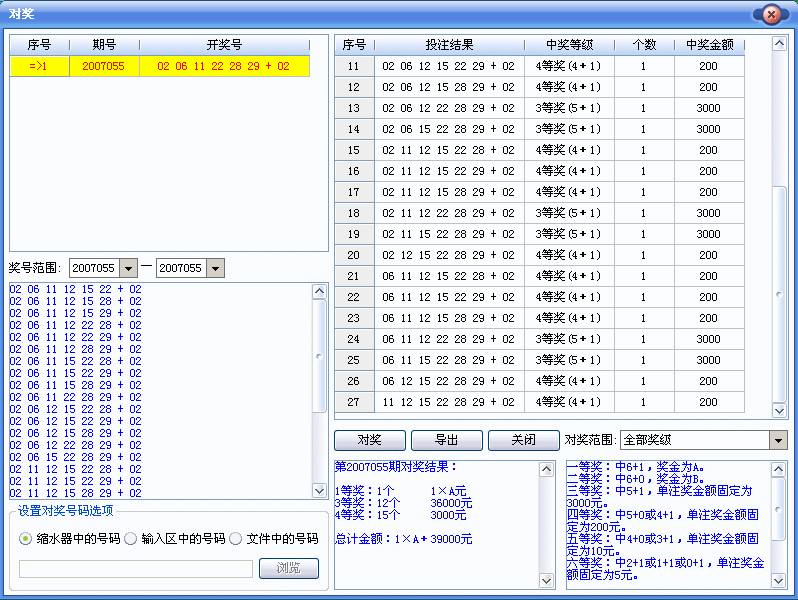 对奖
序号 期号 开奖号
=>1 2007055 02 06 11 22 28 29 + 02
奖号范围: 2007055 — 2007055
02 06 11 12 15 22 + 02
02 06 11 12 15 28 + 02
02 06 11 12 15 29 + 02
02 06 11 12 22 28 + 02
02 06 11 12 22 29 + 02
02 06 11 12 28 29 + 02
02 06 11 15 22 28 + 02
02 06 11 15 22 29 + 02
02 06 11 15 28 29 + 02
02 06 11 22 28 29 + 02
02 06 12 15 22 28 + 02
02 06 12 15 22 29 + 02
02 06 12 15 28 29 + 02
02 06 12 22 28 29 + 02
02 06 15 22 28 29 + 02
02 11 12 15 22 28 + 02
02 11 12 15 22 29 + 02
02 11 12 15 28 29 + 02
设置对奖号码选项
缩水器中的号码 输入区中的号码 文件中的号码
浏览
序号 投注结果 中奖等级 个数 中奖金额
11 02 06 12 15 22 29 + 02 4等奖(4+1) 1 200
12 02 06 12 15 28 29 + 02 4等奖(4+1) 1 200
13 02 06 12 22 28 29 + 02 3等奖(5+1) 1 3000
14 02 06 15 22 28 29 + 02 3等奖(5+1) 1 3000
15 02 11 12 15 22 28 + 02 4等奖(4+1) 1 200
16 02 11 12 15 22 29 + 02 4等奖(4+1) 1 200
17 02 11 12 15 28 29 + 02 4等奖(4+1) 1 200
18 02 11 12 22 28 29 + 02 3等奖(5+1) 1 3000
19 02 11 15 22 28 29 + 02 3等奖(5+1) 1 3000
20 02 12 15 22 28 29 + 02 4等奖(4+1) 1 200
21 06 11 12 15 22 28 + 02 4等奖(4+1) 1 200
22 06 11 12 15 22 29 + 02 4等奖(4+1) 1 200
23 06 11 12 15 28 29 + 02 4等奖(4+1) 1 200
24 06 11 12 22 28 29 + 02 3等奖(5+1) 1 3000
25 06 11 15 22 28 29 + 02 3等奖(5+1) 1 3000
26 06 12 15 22 28 29 + 02 4等奖(4+1) 1 200
27 11 12 15 22 28 29 + 02 4等奖(4+1) 1 200
对奖 导出 关闭 对奖范围: 全部奖级
第2007055期对奖结果：
1等奖：1个 1×A元
3等奖：12个 36000元
4等奖：15个 3000元
总计金额：1×A+39000元
一等奖：中6+1，奖金为A。
二等奖：中6+0，奖金为B。
三等奖：中5+1，单注奖金额固定为
3000元。
四等奖：中5+0或4+1，单注奖金额固
定为200元。
五等奖：中4+0或3+1，单注奖金额固
定为10元。
六等奖：中2+1或1+1或0+1，单注奖金
额固定为5元。